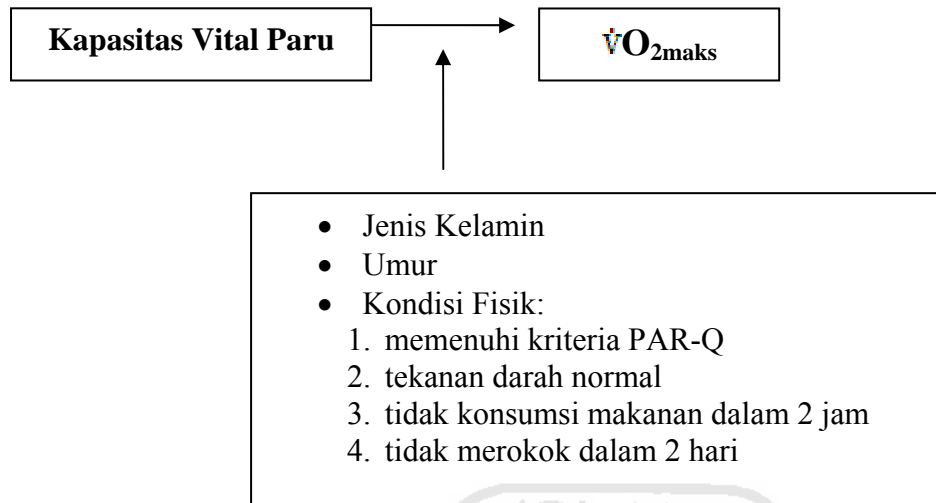 Kapasitas Vital Paru
V̇O2maks
• Jenis Kelamin
• Umur
• Kondisi Fisik:
1. memenuhi kriteria PAR-Q
2. tekanan darah normal
3. tidak konsumsi makanan dalam 2 jam
4. tidak merokok dalam 2 hari